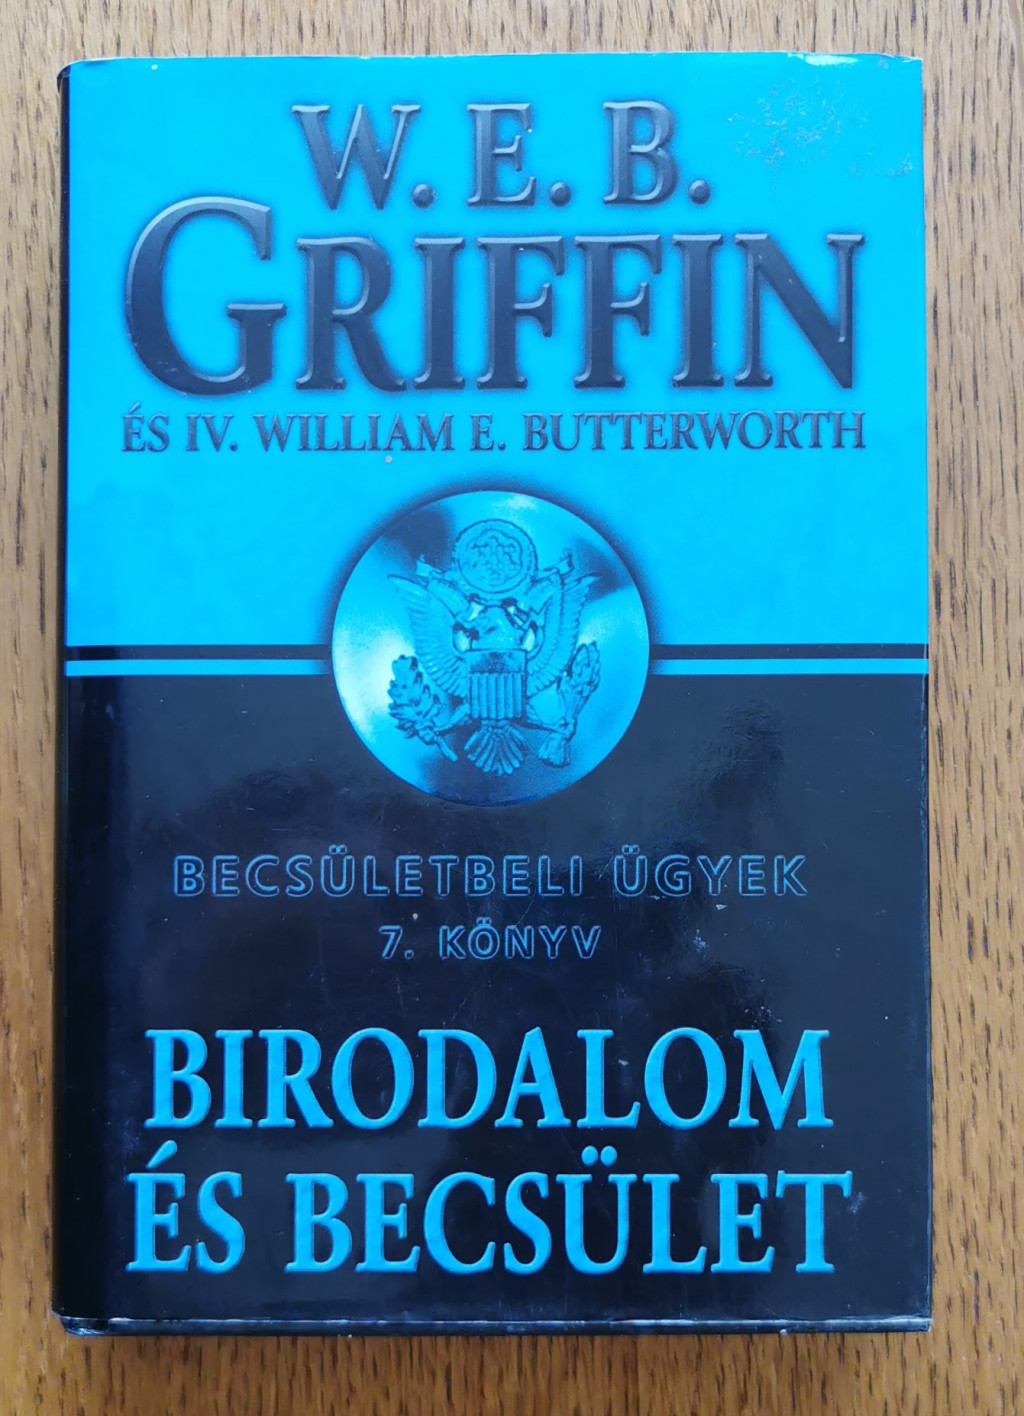 W. E. B.
GRIFFIN
ÉS IV. WILLIAM E. BUTTERWORTH
BECSÜLETBELI ÜGYEK
7. KÖNYV
BIRODALOM
ÉS BECSÜLET